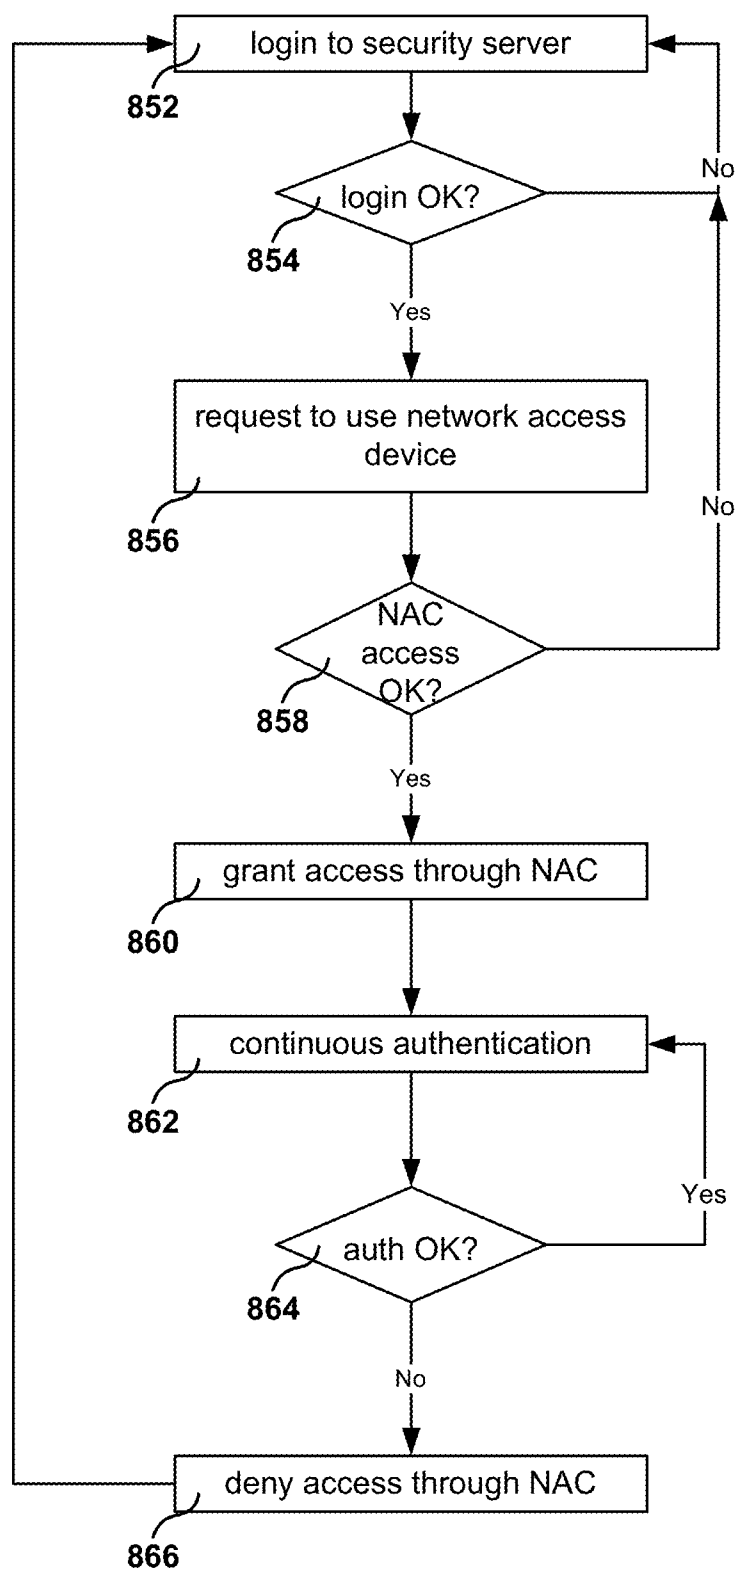 login to security server
852
No
login OK?
854
Yes
request to use network access
device
856
No
NAC
access
OK?
858
Yes
grant access through NAC
860
continuous authentication
862
Yes
auth OK?
864
No
deny access through NAC
866